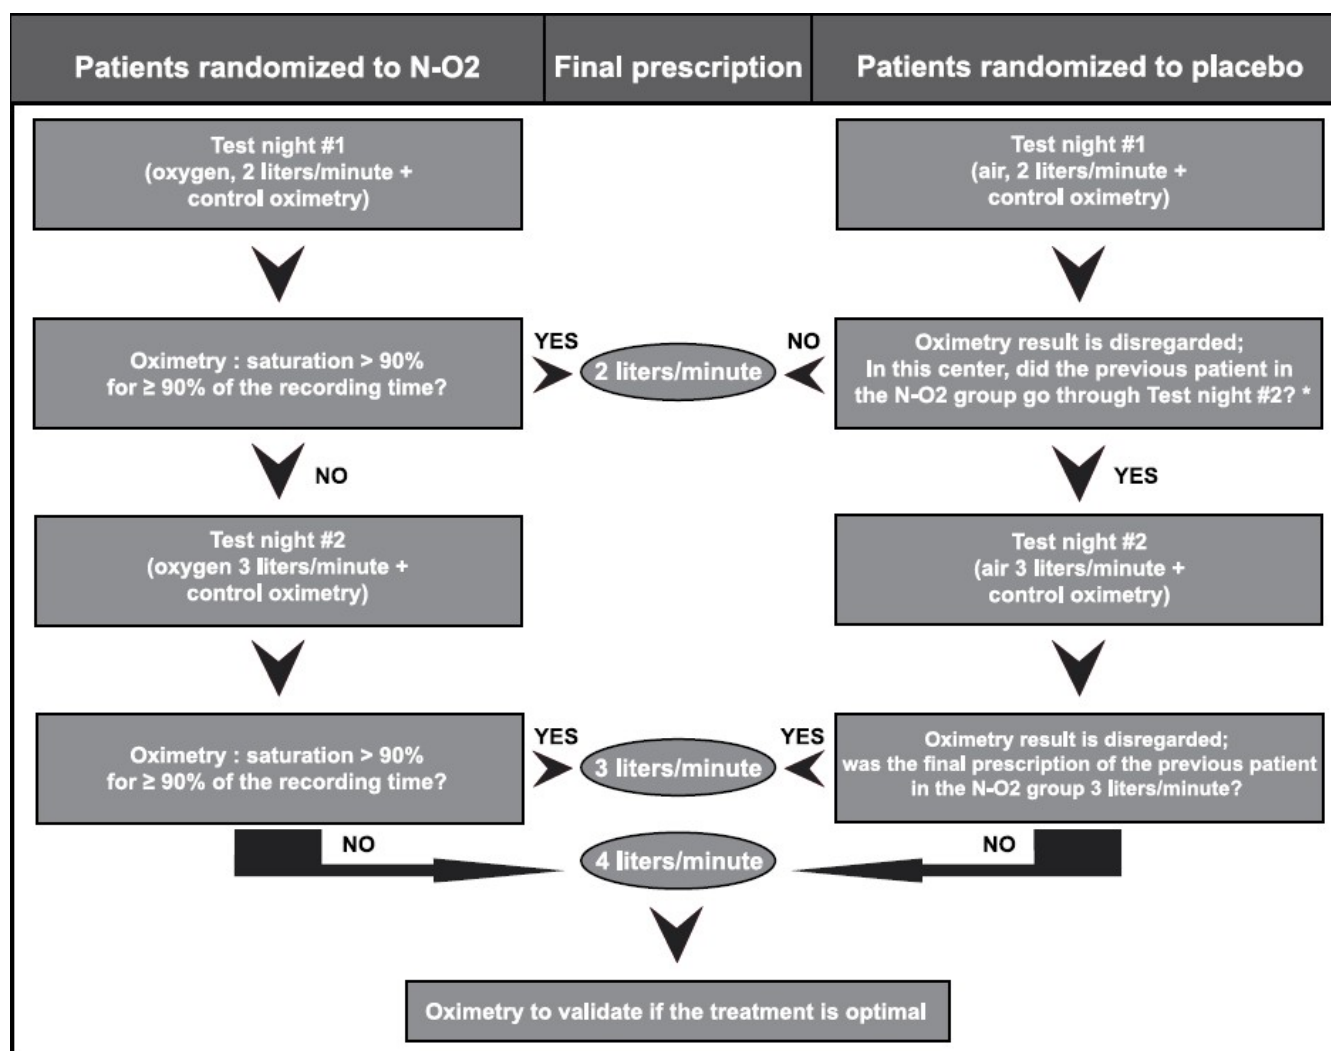 Patients randomized to N-O2
Final prescription
Patients randomized to placebo
Test night #1
(oxygen, 2 liters/minute +
control oximetry)
Test night #1
(air, 2 liters/minute +
control oximetry)
Oximetry : saturation > 90%
for ≥ 90% of the recording time?
YES
2 liters/minute
NO
Oximetry result is disregarded;
In this center, did the previous patient in
the N-O2 group go through Test night #2? *
NO
YES
Test night #2
(oxygen 3 liters/minute +
control oximetry)
Test night #2
(air 3 liters/minute +
control oximetry)
Oximetry : saturation > 90%
for ≥ 90% of the recording time?
YES
3 liters/minute
YES
Oximetry result is disregarded;
was the final prescription of the previous patient
in the N-O2 group 3 liters/minute?
NO
4 liters/minute
NO
Oximetry to validate if the treatment is optimal